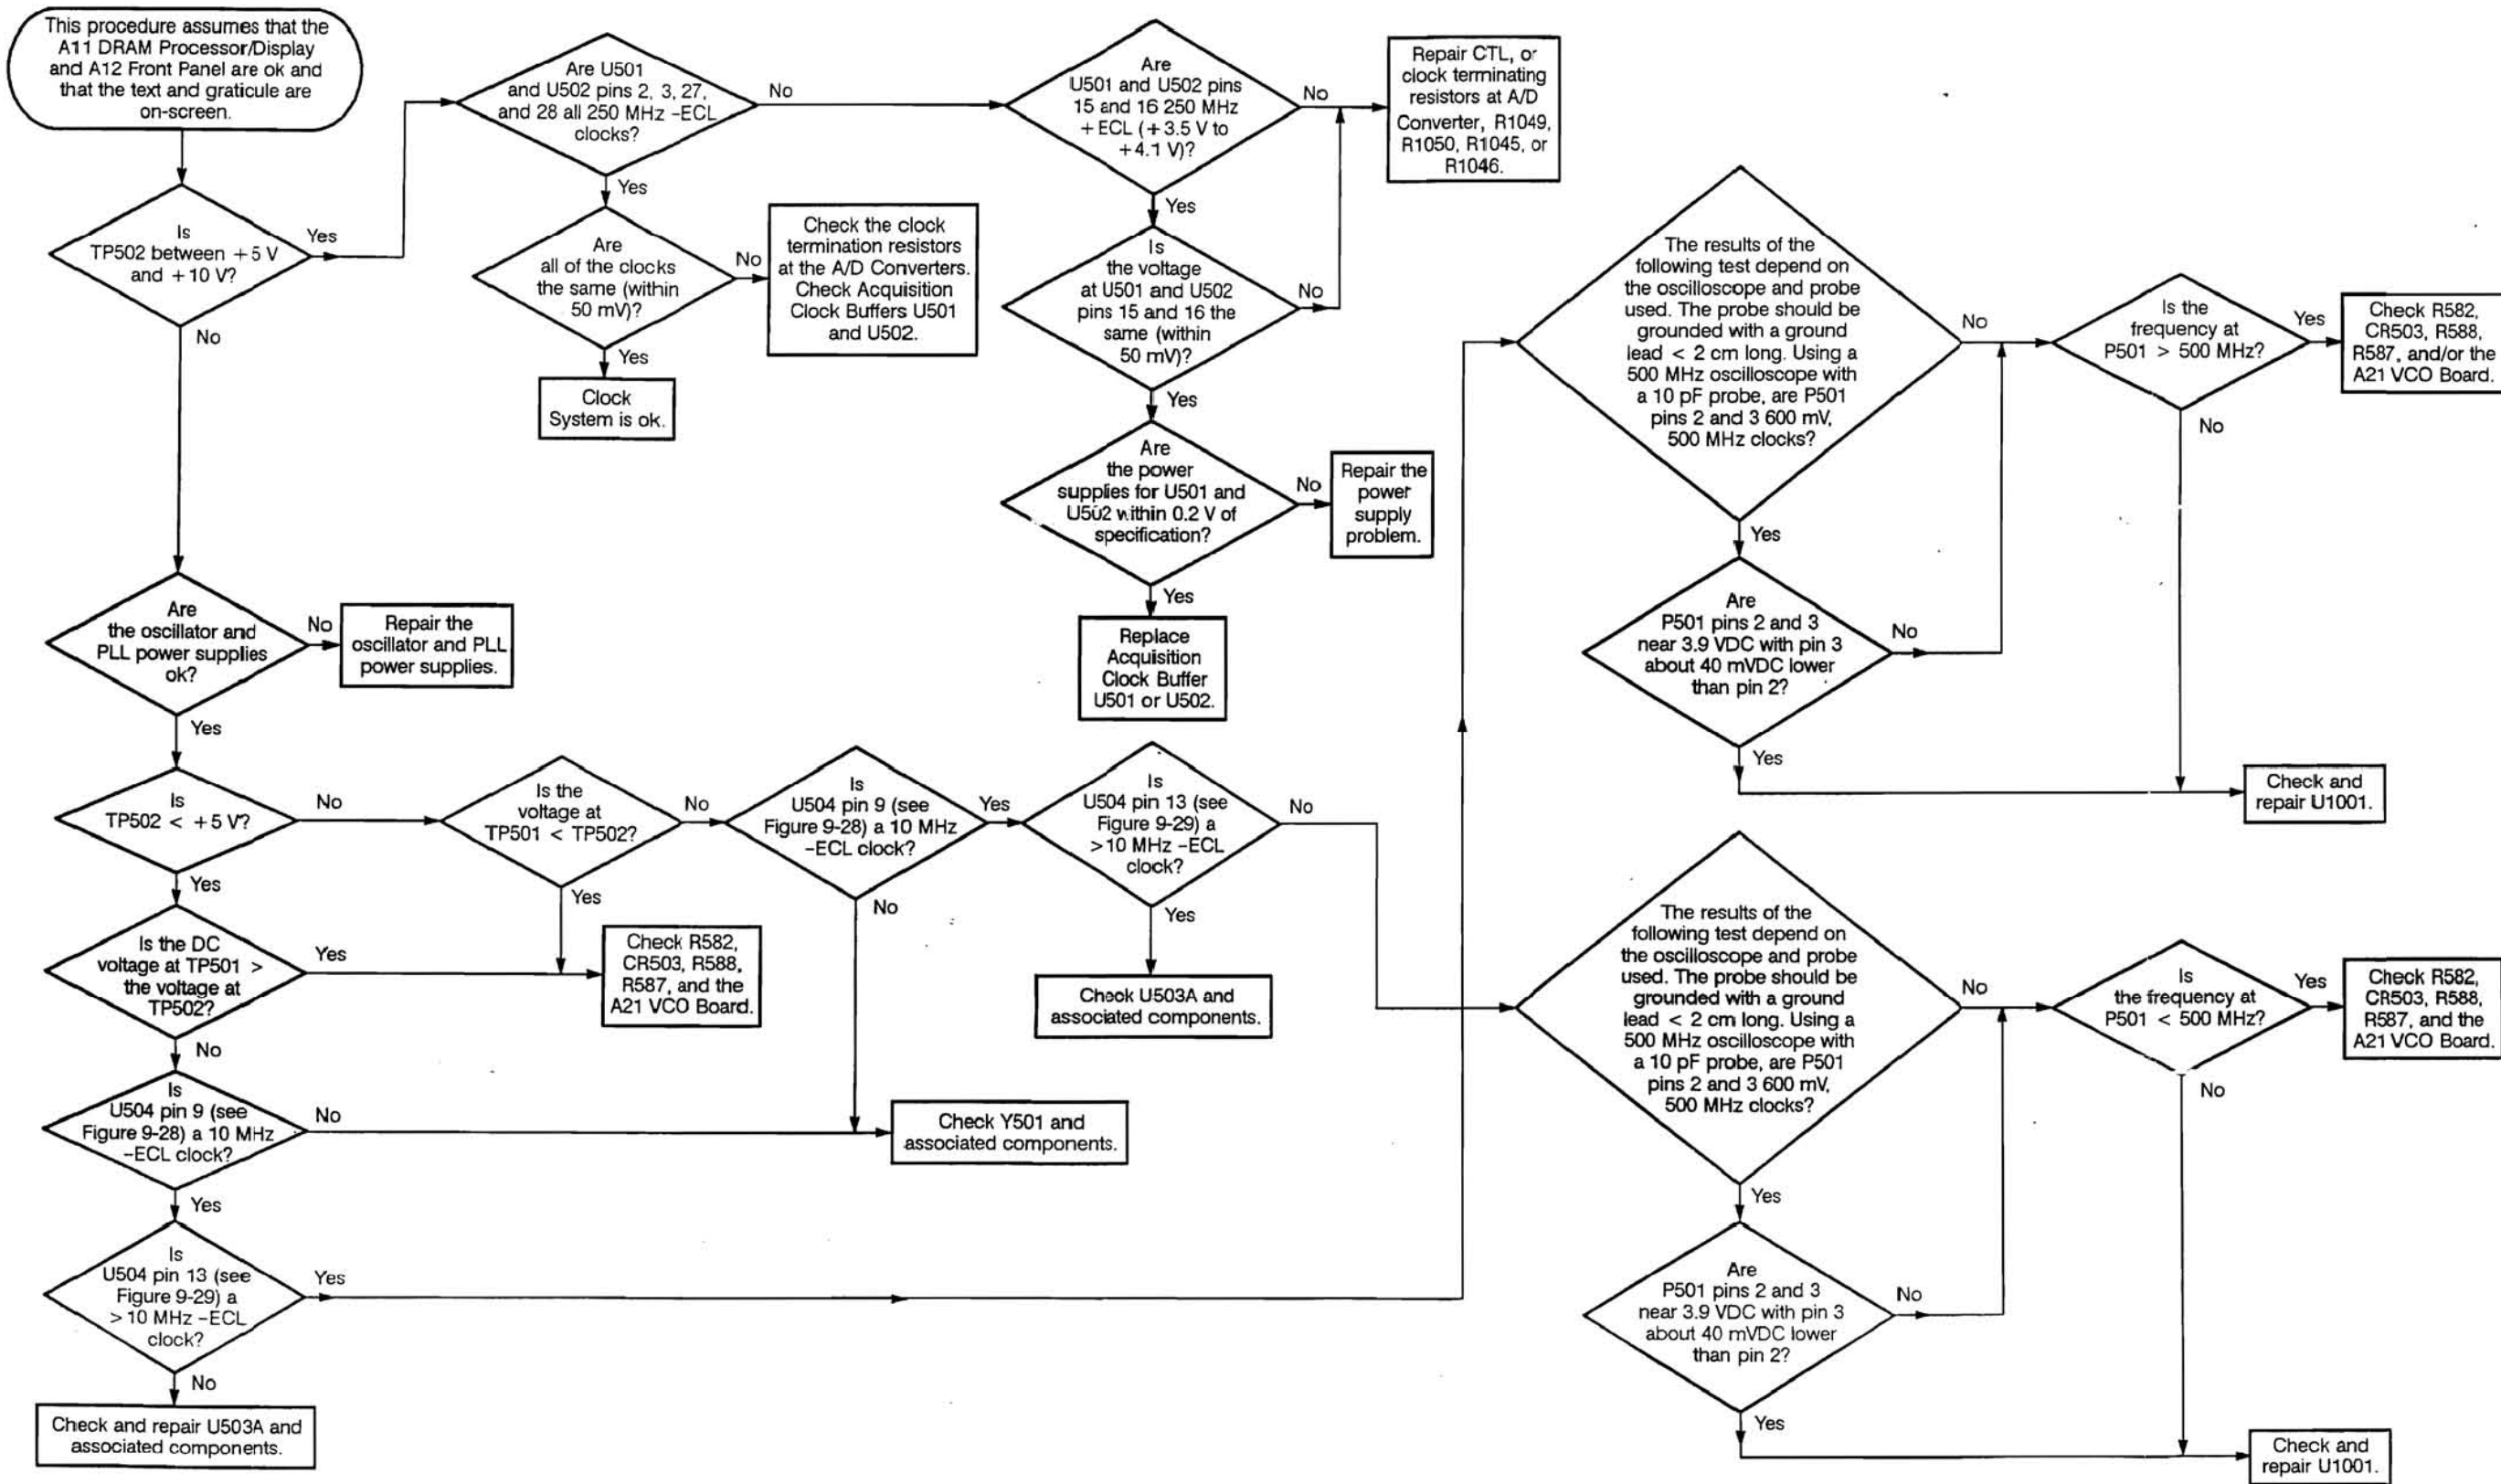 This procedure assumes that the
A11 DRAM Processor/Display
and A12 Front Panel are ok and
that the text and graticule are
on-screen.
Is
TP502 between +5 V
and +10 V?
Yes
No
Are U501
and U502 pins 2, 3, 27,
and 28 all 250 MHz -ECL
clocks?
No
Yes
Are
all of the clocks
the same (within
50 mV)?
No
Yes
Check the clock
termination resistors
at the A/D Converters.
Check Acquisition
Clock Buffers U501
and U502.
Clock
System is ok.
Are
U501 and U502 pins
15 and 16 250 MHz
+ECL (+3.5 V to
+4.1 V)?
No
Yes
Repair CTL, or
clock terminating
resistors at A/D
Converter, R1049,
R1050, R1045, or
R1046.
Is
the voltage
at U501 and U502
pins 15 and 16 the
same (within
50 mV)?
No
Yes
Are
the power
supplies for U501 and
U502 within 0.2 V of
specification?
No
Yes
Repair the
power
supply
problem.
Replace
Acquisition
Clock Buffer
U501 or U502.
Are
the oscillator and
PLL power supplies
ok?
No
Yes
Repair the
oscillator and PLL
power supplies.
Is
TP502 < +5 V?
No
Yes
Is the
voltage at
TP501 < TP502?
No
Yes
Is
U504 pin 9 (see
Figure 9-28) a 10 MHz
-ECL clock?
Yes
No
Is
U504 pin 13 (see
Figure 9-29) a
>10 MHz -ECL
clock?
No
Yes
Is the DC
voltage at TP501 >
the voltage at
TP502?
Yes
No
Check R582,
CR503, R588,
R587, and the
A21 VCO Board.
Check U503A and
associated components.
Is
U504 pin 9 (see
Figure 9-28) a 10 MHz
-ECL clock?
No
Yes
Check Y501 and
associated components.
Is
U504 pin 13 (see
Figure 9-29) a
>10 MHz -ECL
clock?
Yes
No
Check and repair U503A and
associated components.
The results of the
following test depend on
the oscilloscope and probe
used. The probe should be
grounded with a ground
lead < 2 cm long. Using a
500 MHz oscilloscope with
a 10 pF probe, are P501
pins 2 and 3 600 mV,
500 MHz clocks?
No
Yes
Is the
frequency at
P501 > 500 MHz?
Yes
No
Check R582,
CR503, R588,
R587, and/or the
A21 VCO Board.
Are
P501 pins 2 and 3
near 3.9 VDC with pin 3
about 40 mVDC lower
than pin 2?
No
Yes
Check and
repair U1001.
The results of the
following test depend on
the oscilloscope and probe
used. The probe should be
grounded with a ground
lead < 2 cm long. Using a
500 MHz oscilloscope with
a 10 pF probe, are P501
pins 2 and 3 600 mV,
500 MHz clocks?
No
Yes
Is
the frequency at
P501 < 500 MHz?
Yes
No
Check R582,
CR503, R588,
R587, and the
A21 VCO Board.
Are
P501 pins 2 and 3
near 3.9 VDC with pin 3
about 40 mVDC lower
than pin 2?
No
Yes
Check and
repair U1001.